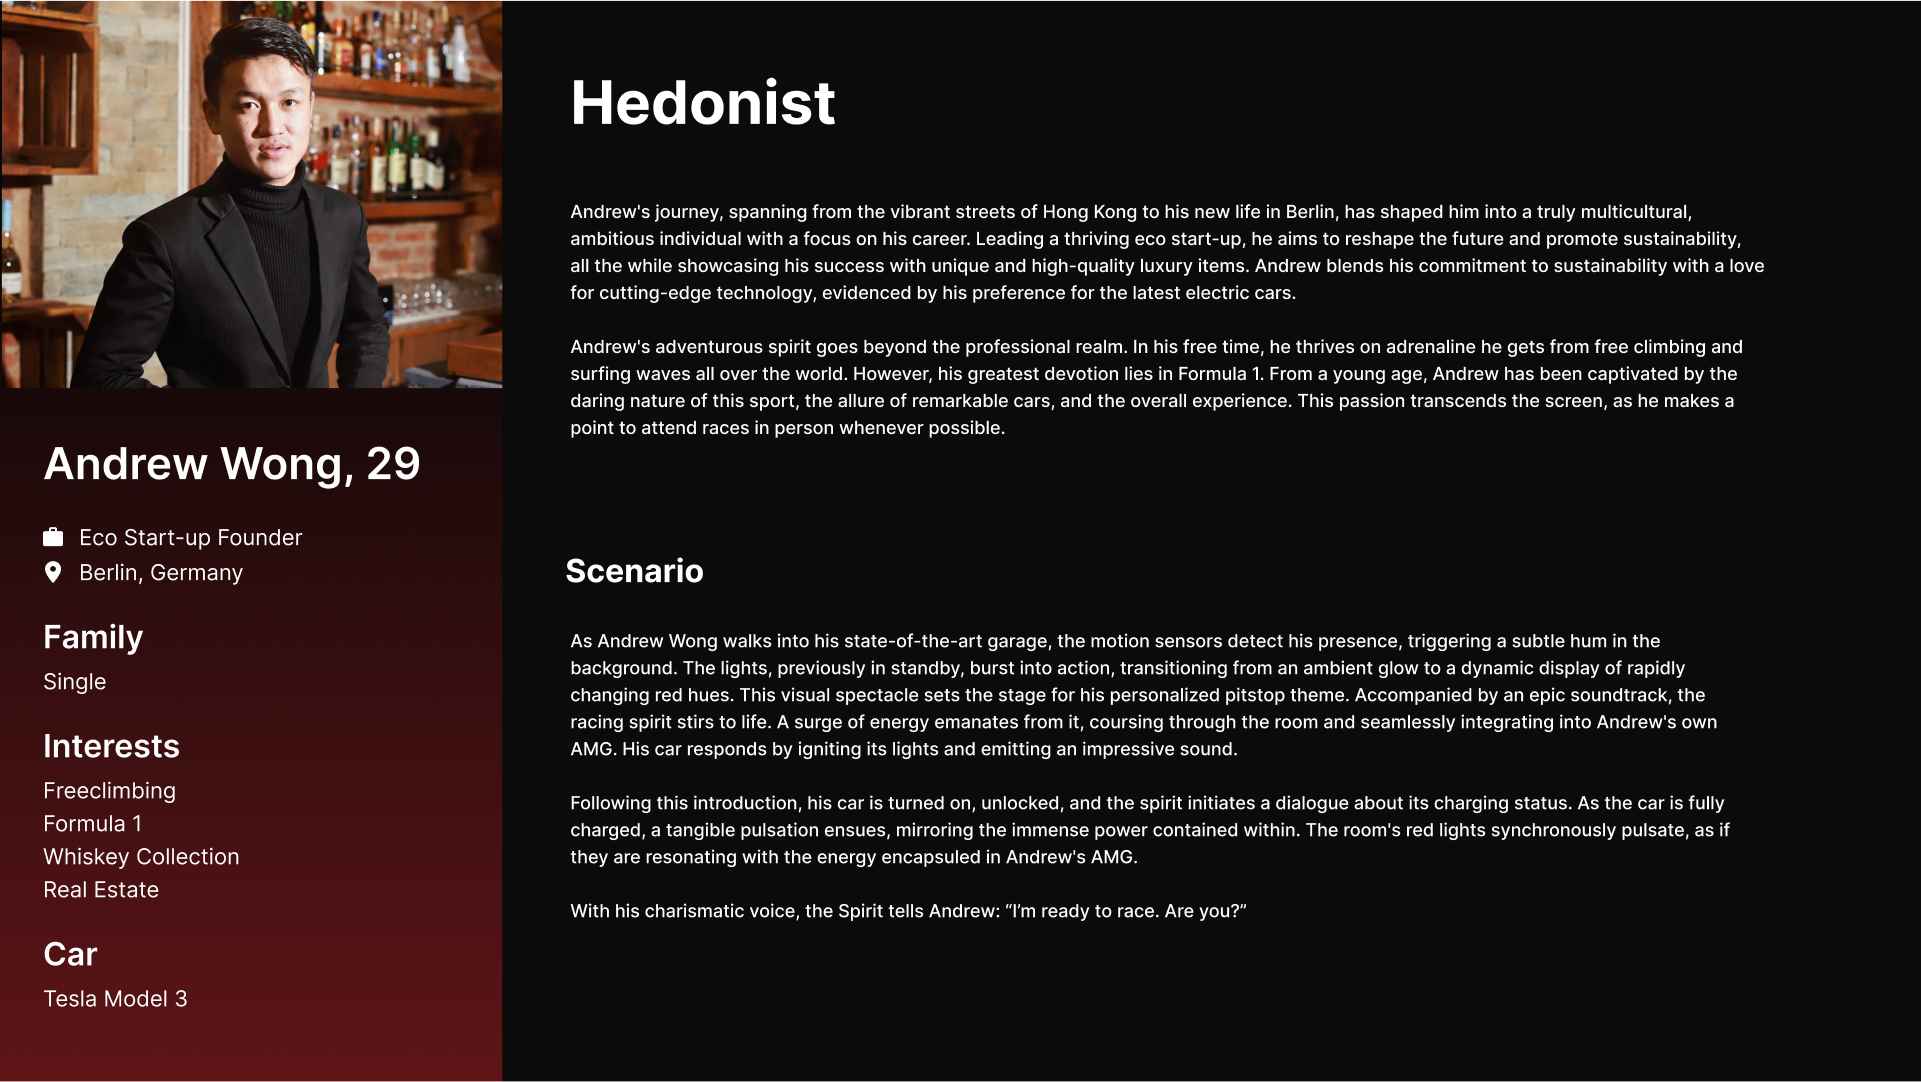 Hedonist
Andrew's journey, spanning from the vibrant streets of Hong Kong to his new life in Berlin, has shaped him into a truly multicultural,
ambitious individual with a focus on his career. Leading a thriving eco start-up, he aims to reshape the future and promote sustainability,
all the while showcasing his success with unique and high-quality luxury items. Andrew blends his commitment to sustainability with a love
for cutting-edge technology, evidenced by his preference for the latest electric cars.
Andrew's adventurous spirit goes beyond the professional realm. In his free time, he thrives on adrenaline he gets from free climbing and
surfing waves all over the world. However, his greatest devotion lies in Formula 1. From a young age, Andrew has been captivated by the
daring nature of this sport, the allure of remarkable cars, and the overall experience. This passion transcends the screen, as he makes a
point to attend races in person whenever possible.
Andrew Wong, 29
Eco Start-up Founder
Berlin, Germany
Family
Single
Interests
Freeclimbing
Formula 1
Whiskey Collection
Real Estate
Car
Tesla Model 3
Scenario
As Andrew Wong walks into his state-of-the-art garage, the motion sensors detect his presence, triggering a subtle hum in the
background. The lights, previously in standby, burst into action, transitioning from an ambient glow to a dynamic display of rapidly
changing red hues. This visual spectacle sets the stage for his personalized pitstop theme. Accompanied by an epic soundtrack, the
racing spirit stirs to life. A surge of energy emanates from it, coursing through the room and seamlessly integrating into Andrew's own
AMG. His car responds by igniting its lights and emitting an impressive sound.
Following this introduction, his car is turned on, unlocked, and the spirit initiates a dialogue about its charging status. As the car is fully
charged, a tangible pulsation ensues, mirroring the immense power contained within. The room's red lights synchronously pulsate, as if
they are resonating with the energy encapsuled in Andrew's AMG.
With his charismatic voice, the Spirit tells Andrew: “I’m ready to race. Are you?”